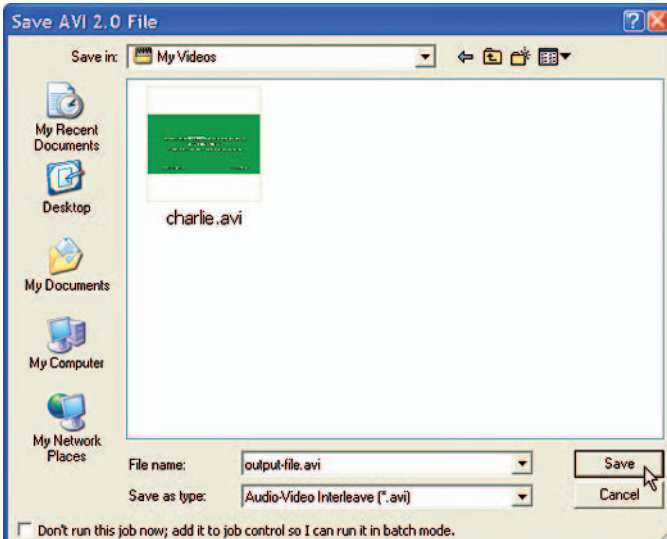 Save AVI 2.0 File
Save in:
My Videos
My Recent
Documents
Desktop
My Documents
My Computer
My Network
Places
charlie.avi
File name:
output-file.avi
Save
Save as type:
Audio-Video Interleave (*.avi)
Cancel
Don't run this job now; add it to job control so I can run it in batch mode.